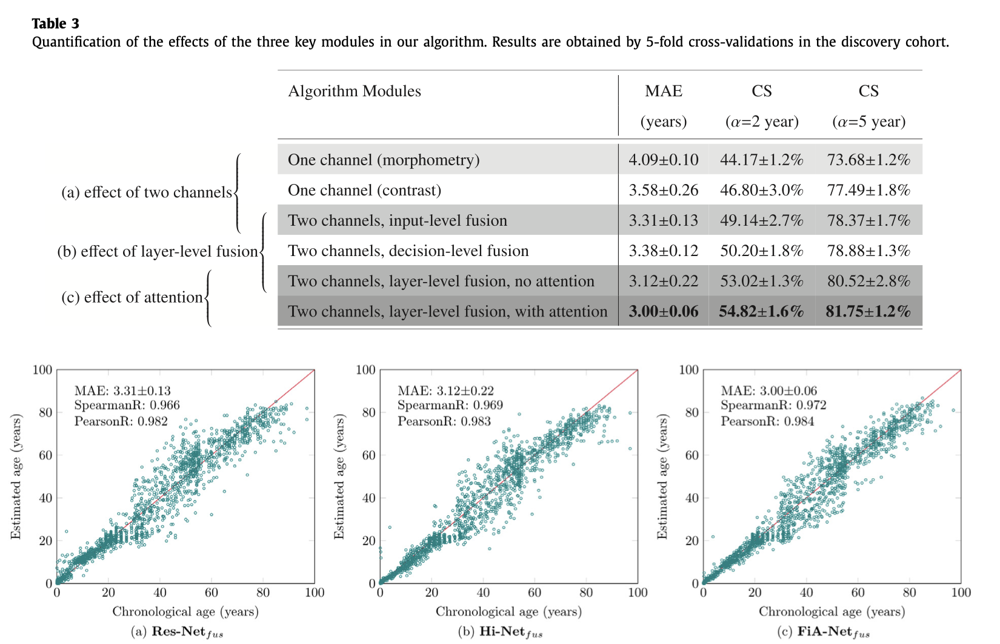 Table 3
Quantification of the effects of the three key modules in our algorithm. Results are obtained by 5-fold cross-validations in the discovery cohort.
Algorithm Modules MAE CS CS
(years) (α=2 year) (α=5 year)
One channel (morphometry) 4.09±0.10 44.17±1.2% 73.68±1.2%
(a) effect of two channels
One channel (contrast) 3.58±0.26 46.80±3.0% 77.49±1.8%
Two channels, input-level fusion 3.31±0.13 49.14±2.7% 78.37±1.7%
(b) effect of layer-level fusion
Two channels, decision-level fusion 3.38±0.12 50.20±1.8% 78.88±1.3%
Two channels, layer-level fusion, no attention 3.12±0.22 53.02±1.3% 80.52±2.8%
(c) effect of attention
Two channels, layer-level fusion, with attention 3.00±0.06 54.82±1.6% 81.75±1.2%
100
80
60
40
20
0
Estimated age (years)
MAE: 3.31±0.13
SpearmanR: 0.966
PearsonR: 0.982
0 20 40 60 80 100
Chronological age (years)
(a) Res-Net fus
100
80
60
40
20
0
Estimated age (years)
MAE: 3.12±0.22
SpearmanR: 0.969
PearsonR: 0.983
0 20 40 60 80 100
Chronological age (years)
(b) Hi-Net fus
100
80
60
40
20
0
Estimated age (years)
MAE: 3.00±0.06
SpearmanR: 0.972
PearsonR: 0.984
0 20 40 60 80 100
Chronological age (years)
(c) FiA-Net fus